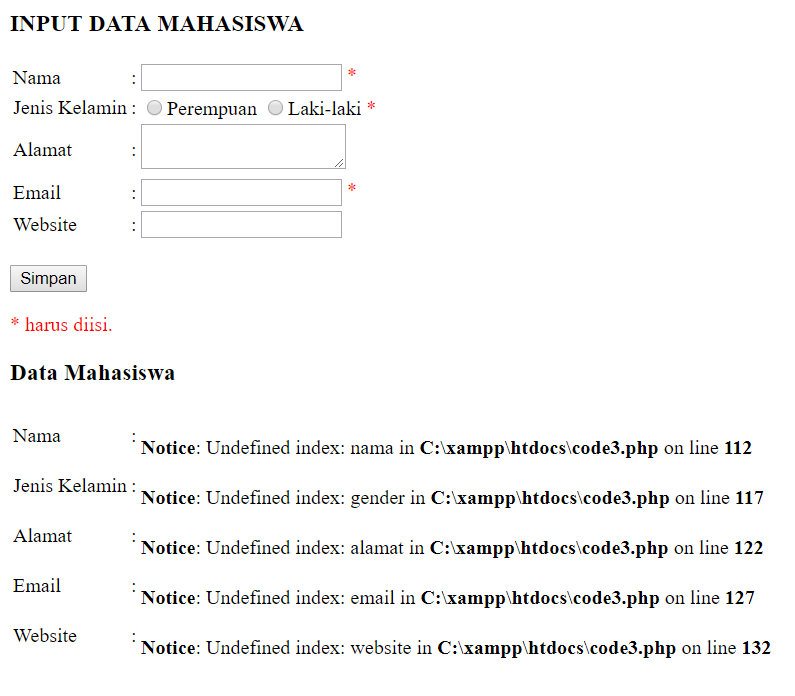 INPUT DATA MAHASISWA
Nama : *
Jenis Kelamin : Perempuan Laki-laki *
Alamat :
Email : *
Website :
Simpan
* harus diisi.
Data Mahasiswa
Nama : Notice: Undefined index: nama in C:\xampp\htdocs\code3.php on line 112
Jenis Kelamin : Notice: Undefined index: gender in C:\xampp\htdocs\code3.php on line 117
Alamat : Notice: Undefined index: alamat in C:\xampp\htdocs\code3.php on line 122
Email : Notice: Undefined index: email in C:\xampp\htdocs\code3.php on line 127
Website : Notice: Undefined index: website in C:\xampp\htdocs\code3.php on line 132